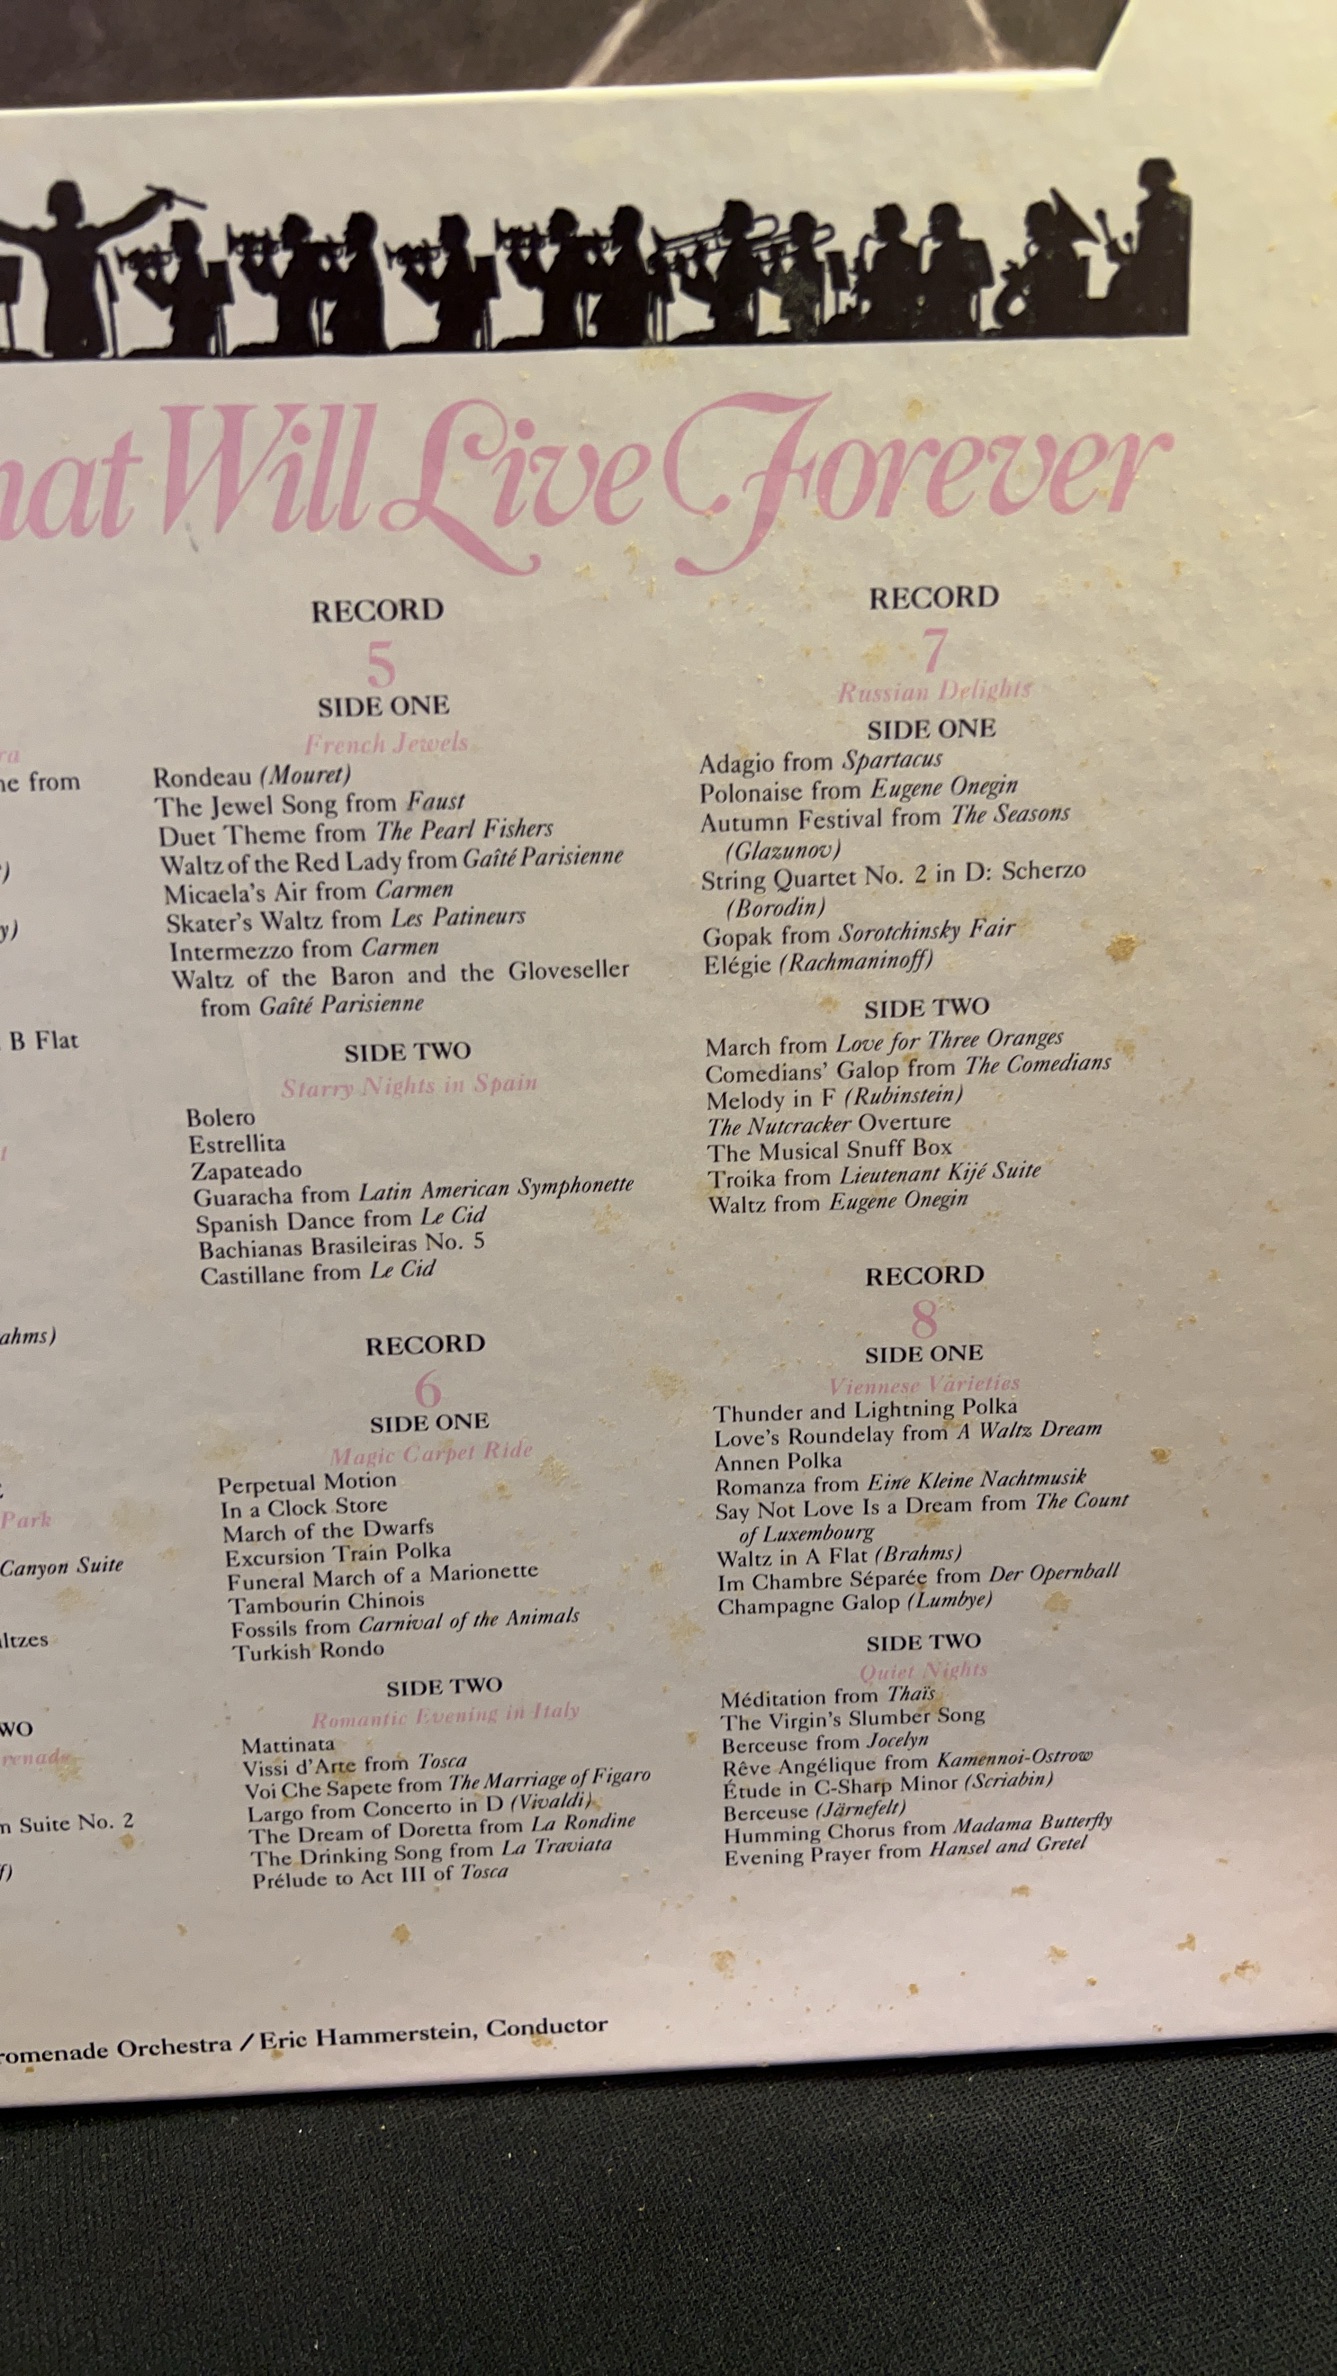 hat Will Live Forever
ra
ne from
)
y)
B Flat
ahms)
Park
Canyon Suite
ltzes
WO
renade
n Suite No. 2
f)
RECORD
5
SIDE ONE
French Jewels
Rondeau (Mouret)
The Jewel Song from Faust
Duet Theme from The Pearl Fishers
Waltz of the Red Lady from Gaîté Parisienne
Micaela's Air from Carmen
Skater's Waltz from Les Patineurs
Intermezzo from Carmen
Waltz of the Baron and the Gloveseller
from Gaîté Parisienne
SIDE TWO
Starry Nights in Spain
Bolero
Estrellita
Zapateado
Guaracha from Latin American Symphonette
Spanish Dance from Le Cid
Bachianas Brasileiras No. 5
Castillane from Le Cid
RECORD
6
SIDE ONE
Magic Carpet Ride
Perpetual Motion
In a Clock Store
March of the Dwarfs
Excursion Train Polka
Funeral March of a Marionette
Tambourin Chinois
Fossils from Carnival of the Animals
Turkish Rondo
SIDE TWO
Romantic Evening in Italy
Mattinata
Vissi d'Arte from Tosca
Voi Che Sapete from The Marriage of Figaro
Largo from Concerto in D (Vivaldi)
The Dream of Doretta from La Rondine
The Drinking Song from La Traviata
Prélude to Act III of Tosca
RECORD
7
Russian Delights
SIDE ONE
Adagio from Spartacus
Polonaise from Eugene Onegin
Autumn Festival from The Seasons
(Glazunov)
String Quartet No. 2 in D: Scherzo
(Borodin)
Gopak from Sorotchinsky Fair
Elégie (Rachmaninoff)
SIDE TWO
March from Love for Three Oranges
Comedians' Galop from The Comedians
Melody in F (Rubinstein)
The Nutcracker Overture
The Musical Snuff Box
Troika from Lieutenant Kijé Suite
Waltz from Eugene Onegin
RECORD
8
SIDE ONE
Viennese Varieties
Thunder and Lightning Polka
Love's Roundelay from A Waltz Dream
Annen Polka
Romanza from Eine Kleine Nachtmusik
Say Not Love Is a Dream from The Count
of Luxembourg
Waltz in A Flat (Brahms)
Im Chambre Séparée from Der Opernball
Champagne Galop (Lumbye)
SIDE TWO
Quiet Nights
Méditation from Thaïs
The Virgin's Slumber Song
Berceuse from Jocelyn
Rêve Angélique from Kamennoi-Ostrow
Étude in C-Sharp Minor (Scriabin)
Berceuse (Järnefelt)
Humming Chorus from Madama Butterfly
Evening Prayer from Hansel and Gretel
romenade Orchestra / Eric Hammerstein, Conductor